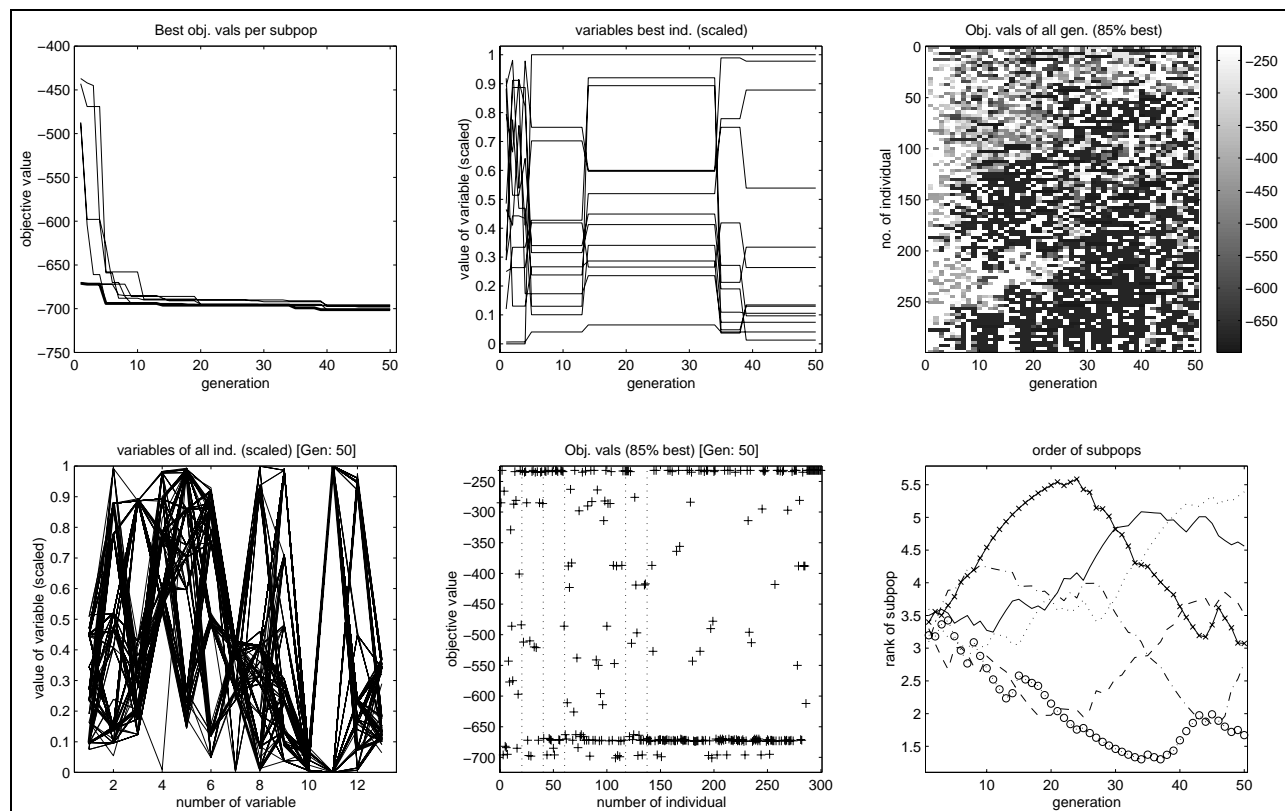 Best obj. vals per subpop
−400
−450
−500
−550
−600
−650
−700
−750
objective value
0 10 20 30 40 50
generation
variables best ind. (scaled)
1
0.9
0.8
0.7
0.6
0.5
0.4
0.3
0.2
0.1
0
value of variable (scaled)
0 10 20 30 40 50
generation
Obj. vals of all gen. (85% best)
0
50
100
150
200
250
no. of individual
0 10 20 30 40 50
generation
−250
−300
−350
−400
−450
−500
−550
−600
−650
variables of all ind. (scaled) [Gen: 50]
1
0.9
0.8
0.7
0.6
0.5
0.4
0.3
0.2
0.1
0
value of variable (scaled)
2 4 6 8 10 12
number of variable
Obj. vals (85% best) [Gen: 50]
−250
−300
−350
−400
−450
−500
−550
−600
−650
−700
objective value
0 50 100 150 200 250 300
number of individual
order of subpops
5.5
5
4.5
4
3.5
3
2.5
2
1.5
rank of subpop
10 20 30 40 50
generation